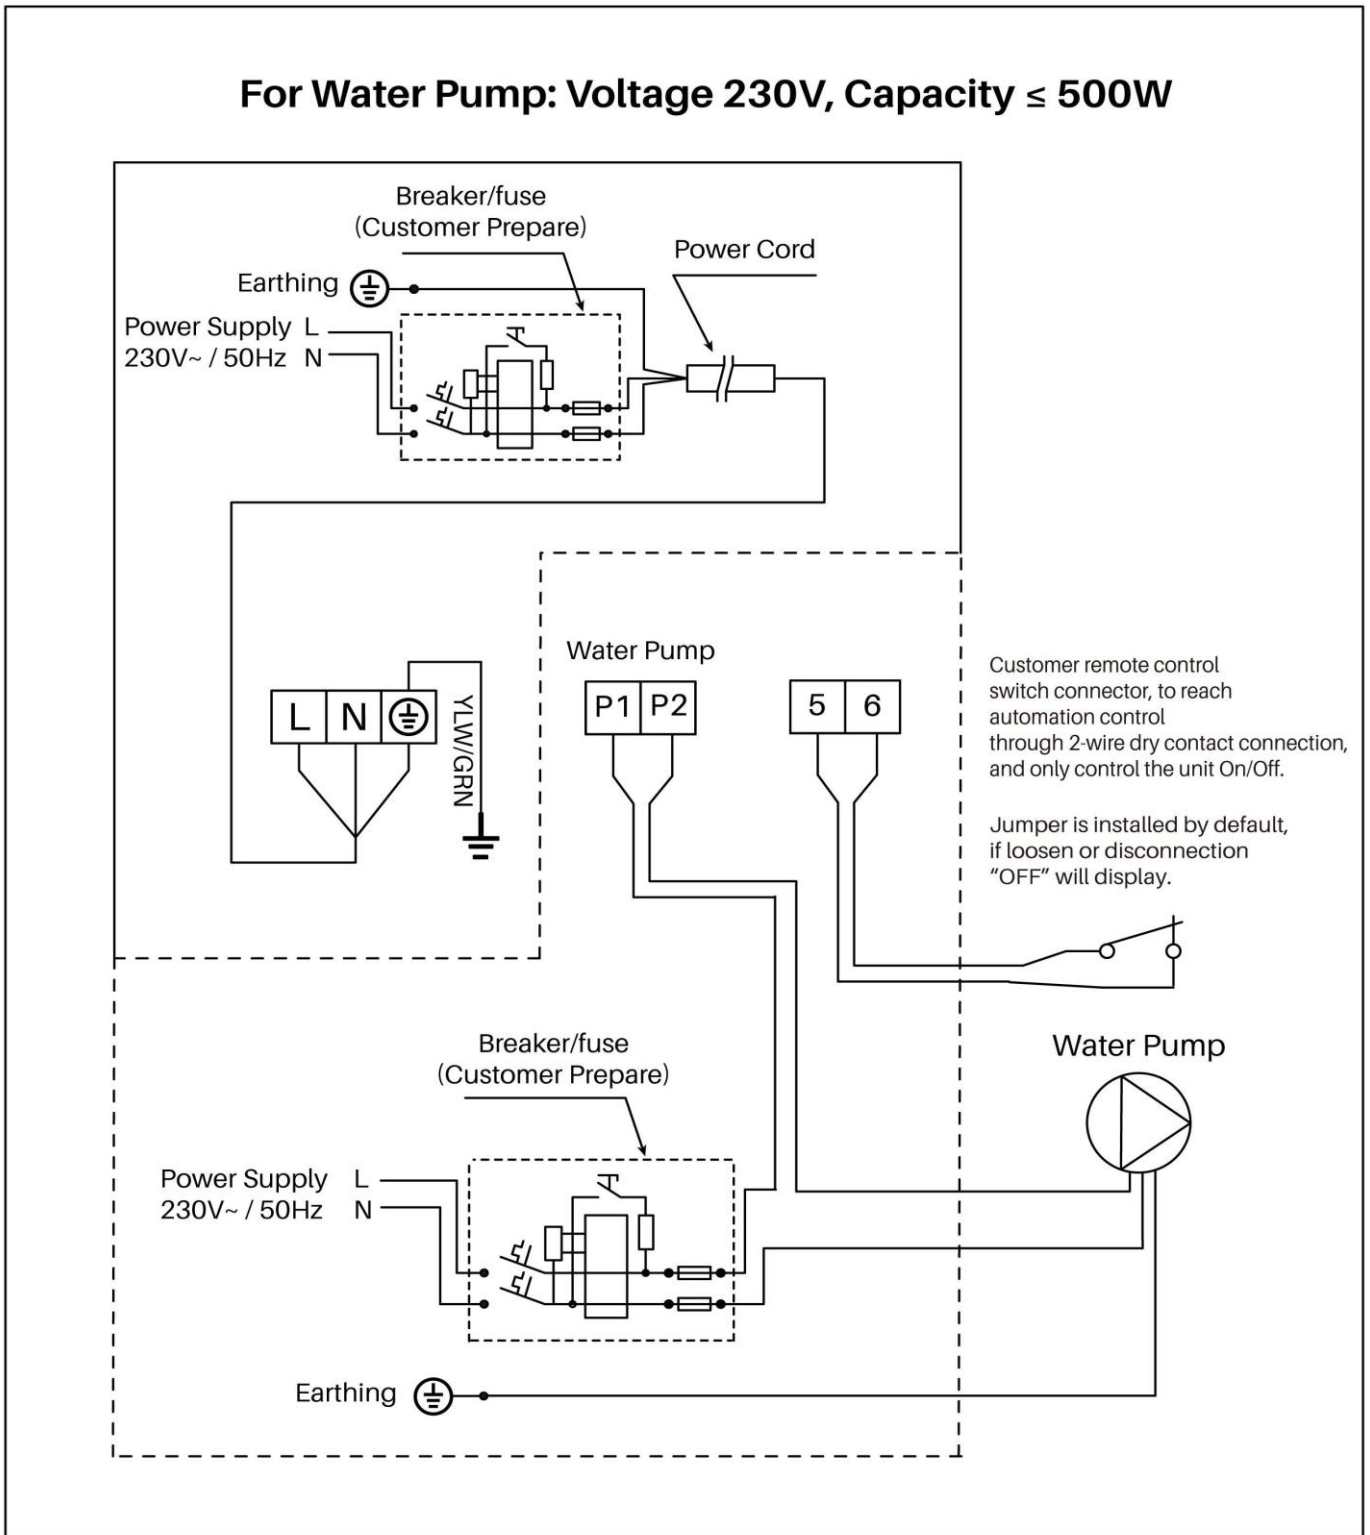 For Water Pump: Voltage 230V, Capacity ≤ 500W
Breaker/fuse
(Customer Prepare)
Power Cord
Earthing
Power Supply L
230V~ / 50Hz N
Water Pump
L N
YLW/GRN
P1 P2
5 6
Customer remote control
switch connector, to reach
automation control
through 2-wire dry contact connection,
and only control the unit On/Off.
Jumper is installed by default,
if loosen or disconnection
“OFF” will display.
Breaker/fuse
(Customer Prepare)
Water Pump
Power Supply L
230V~ / 50Hz N
Earthing